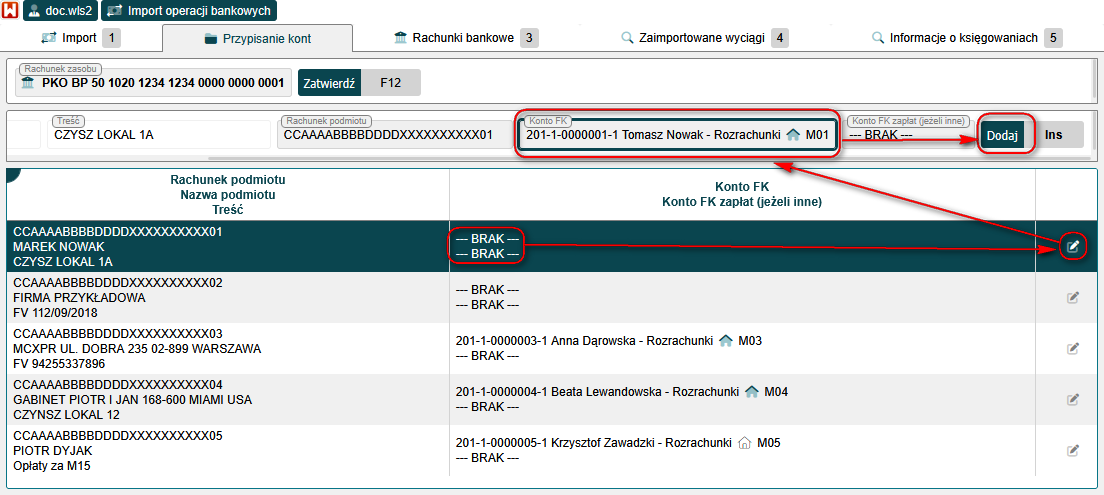 doc.wls2 Import operacji bankowych
Import 1 Przypisanie kont Rachunki bankowe 3 Zaimportowane wyciągi 4 Informacje o księgowaniach 5
Rachunek zasobu
PKO BP 50 1020 1234 1234 0000 0000 0001 Zatwierdź F12
Treść Rachunek podmiotu Konto FK Konto FK zapłat (jeżeli inne)
CZYSZ LOKAL 1A CCAAAABBBBDDDDXXXXXXXXXX01 201-1-0000001-1 Tomasz Nowak - Rozrachunki M01 --- BRAK --- Dodaj Ins
Rachunek podmiotu
Nazwa podmiotu
Treść
Konto FK
Konto FK zapłat (jeżeli inne)
CCAAAABBBBDDDDXXXXXXXXXX01
MAREK NOWAK
CZYSZ LOKAL 1A
--- BRAK ---
--- BRAK ---
CCAAAABBBBDDDDXXXXXXXXXX02
FIRMA PRZYKŁADOWA
FV 112/09/2018
--- BRAK ---
--- BRAK ---
CCAAAABBBBDDDDXXXXXXXXXX03
MCXPR UL. DOBRA 235 02-899 WARSZAWA
FV 94255337896
201-1-0000003-1 Anna Dąrowska - Rozrachunki M03
--- BRAK ---
CCAAAABBBBDDDDXXXXXXXXXX04
GABINET PIOTR I JAN 168-600 MIAMI USA
CZYNSZ LOKAL 12
201-1-0000004-1 Beata Lewandowska - Rozrachunki M04
--- BRAK ---
CCAAAABBBBDDDDXXXXXXXXXX05
PIOTR DYJAK
Opłaty za M15
201-1-0000005-1 Krzysztof Zawadzki - Rozrachunki M05
--- BRAK ---